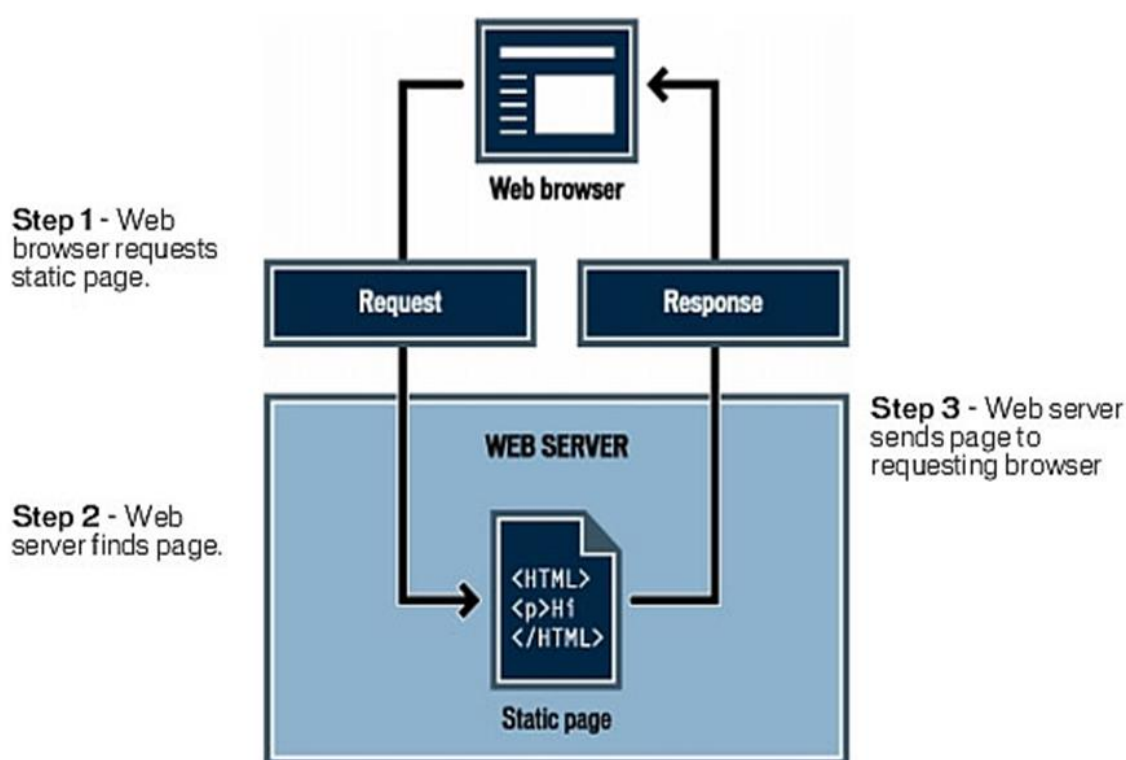 Web browser
Step 1 - Web
browser requests
static page.
Request
Response
WEB SERVER
Step 3 - Web server
sends page to
requesting browser
Step 2 - Web
server finds page.
<HTML>
<p>Hi
</HTML>
Static page